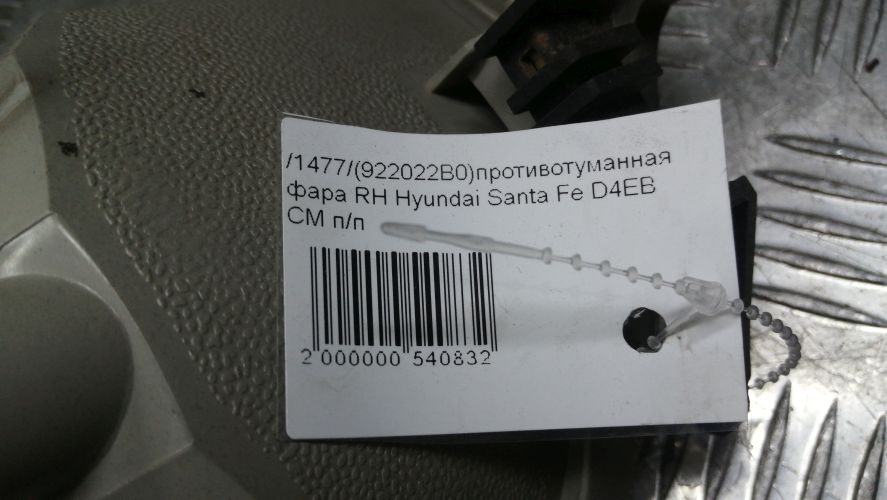 /1477/(922022B0)противотуманная
фара RH Hyundai Santa Fe D4EB
CM п/п
2 000000 540832